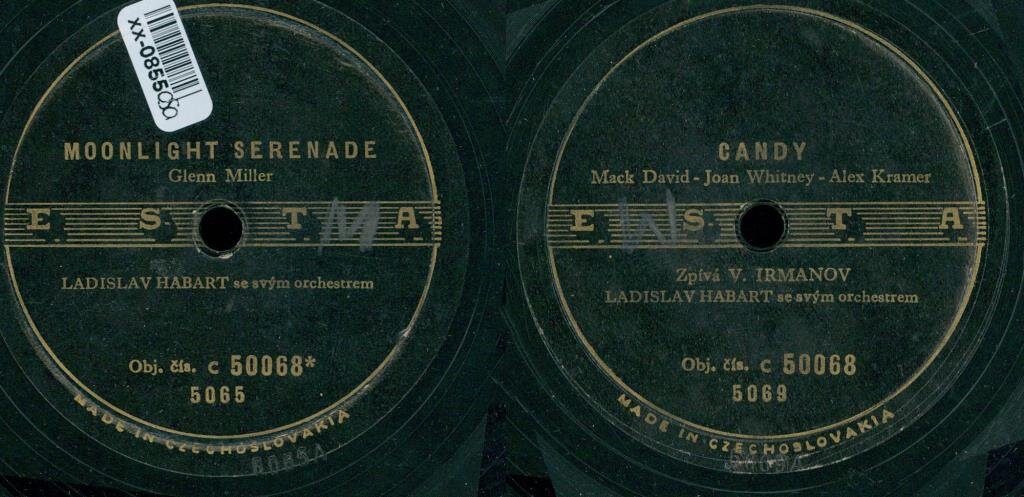 xx-0855
MOONLIGHT SERENADE
Glenn Miller
E S T A
LADISLAV HABART se svým orchestrem
Obj. čís. C 50068*
5065
MADE IN CZECHOSLOVAKIA
CANDY
Mack David - Joan Whitney - Alex Kramer
E S T A
Zpívá V. IRMANOV
LADISLAV HABART se svým orchestrem
Obj. čís. C 50068
5069
MADE IN CZECHOSLOVAKIA